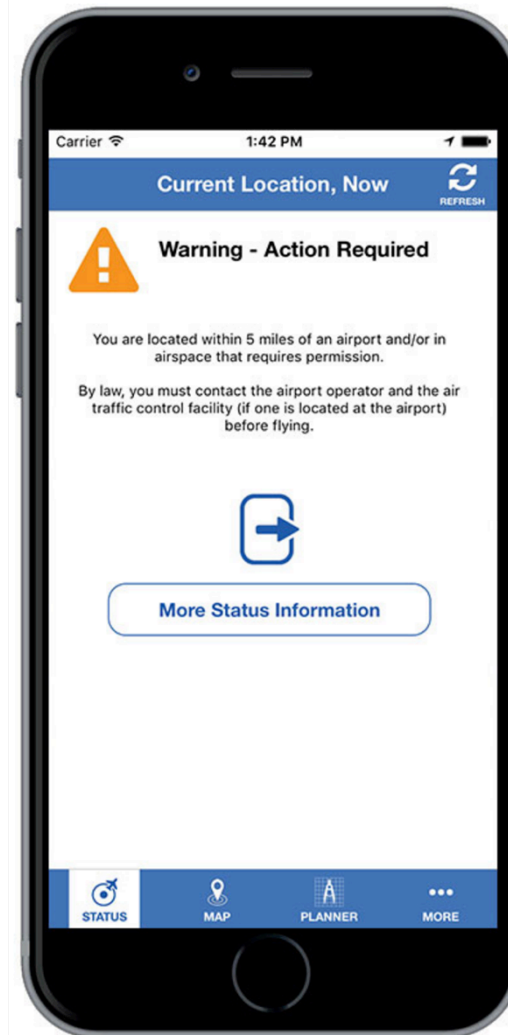 Carrier 1:42 PM
Current Location, Now
REFRESH
Warning - Action Required
You are located within 5 miles of an airport and/or in
airspace that requires permission.
By law, you must contact the airport operator and the air
traffic control facility (if one is located at the airport)
before flying.
More Status Information
STATUS MAP PLANNER MORE